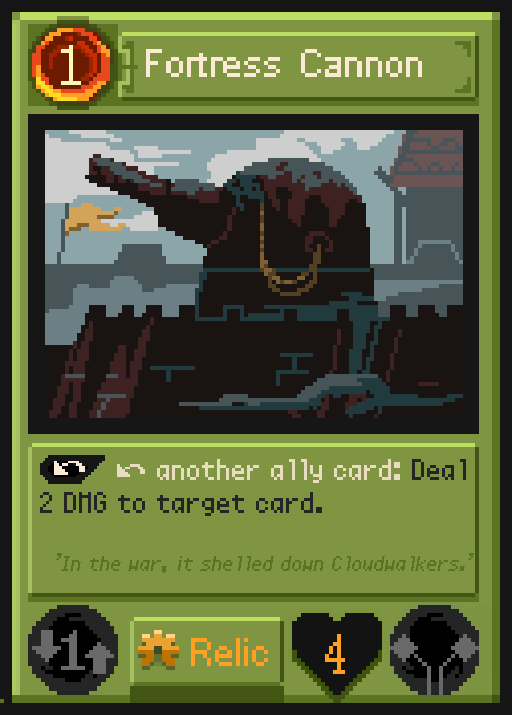 1 Fortress Cannon
another ally card: Deal
2 DMG to target card.
"In the war, it shelled down Cloudwalkers."
1 Relic 4